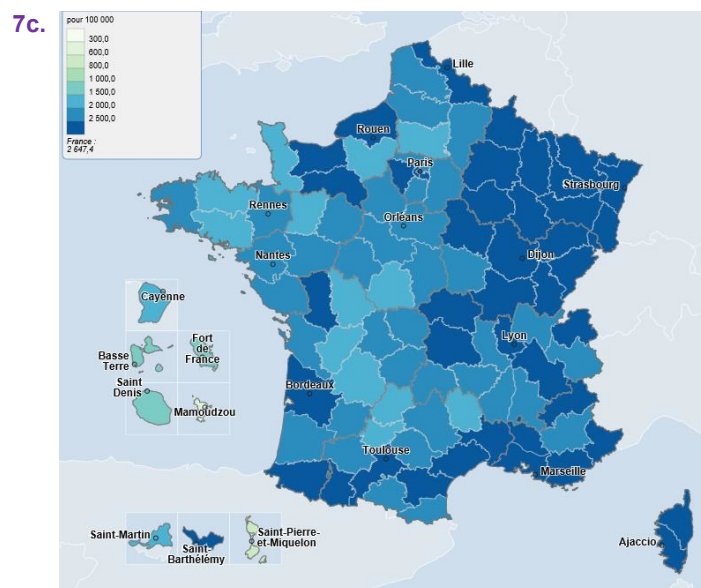 7c.
pour 100 000
300,0
600,0
800,0
1 000,0
1 500,0
2 000,0
2 500,0
France :
2 647,4
Lille
Rouen
Paris
Strasbourg
Rennes
Orléans
Nantes
Dijon
Cayenne
Fort
de
France
Basse
Terre
Lyon
Saint
Denis
Mamoudzou
Bordeaux
Toulouse
Marseille
Saint-Martin
Saint-
Barthélémy
Saint-Pierre-
et-Miquelon
Ajaccio